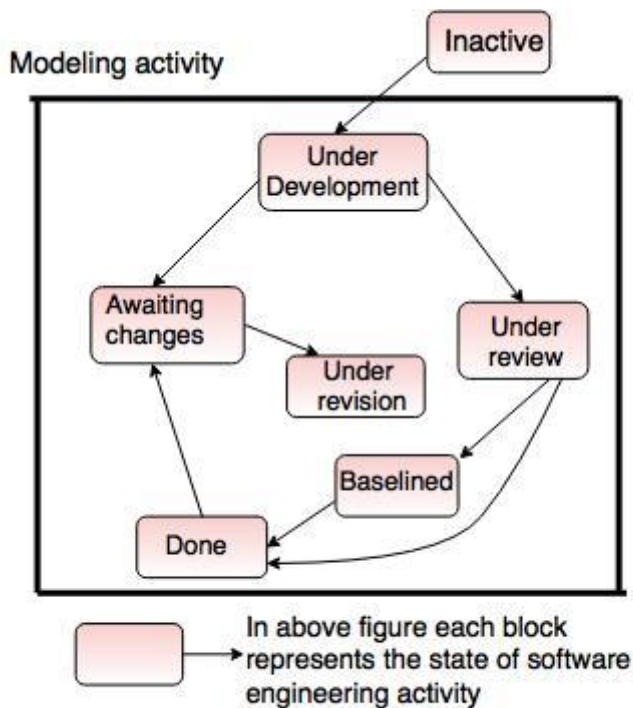 Inactive
Modeling activity
Under
Development
Awaiting
changes
Under
review
Under
revision
Baselined
Done
In above figure each block
represents the state of software
engineering activity